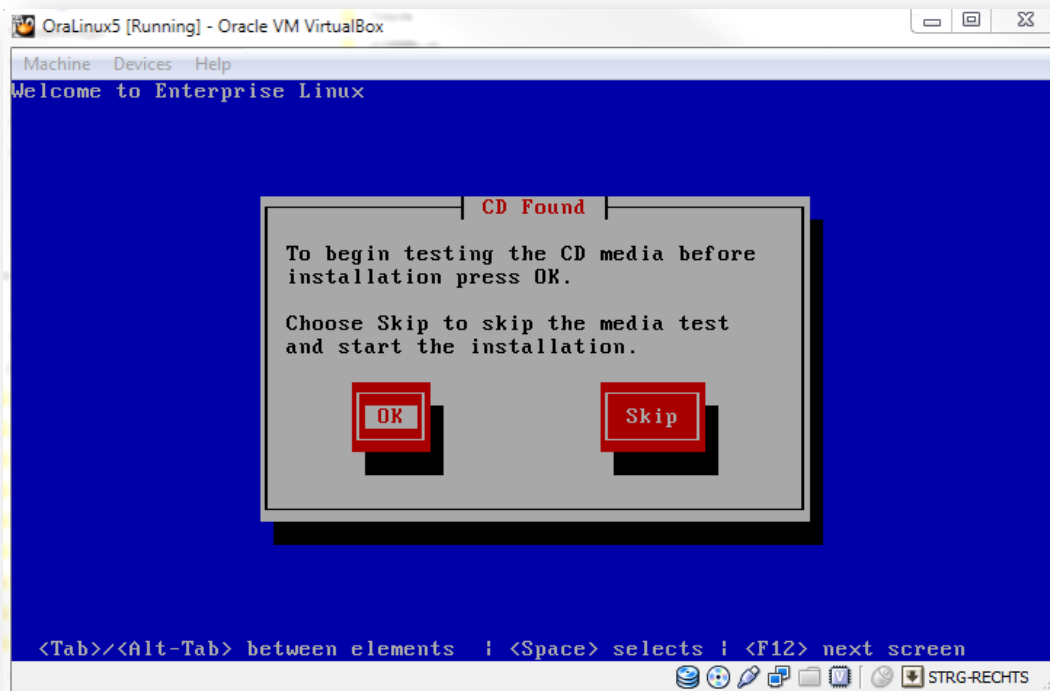 OraLinux5 [Running] - Oracle VM VirtualBox
Machine Devices Help
Welcome to Enterprise Linux
CD Found
To begin testing the CD media before
installation press OK.
Choose Skip to skip the media test
and start the installation.
OK Skip
<Tab>/<Alt-Tab> between elements | <Space> selects | <F12> next screen
STRG-RECHTS